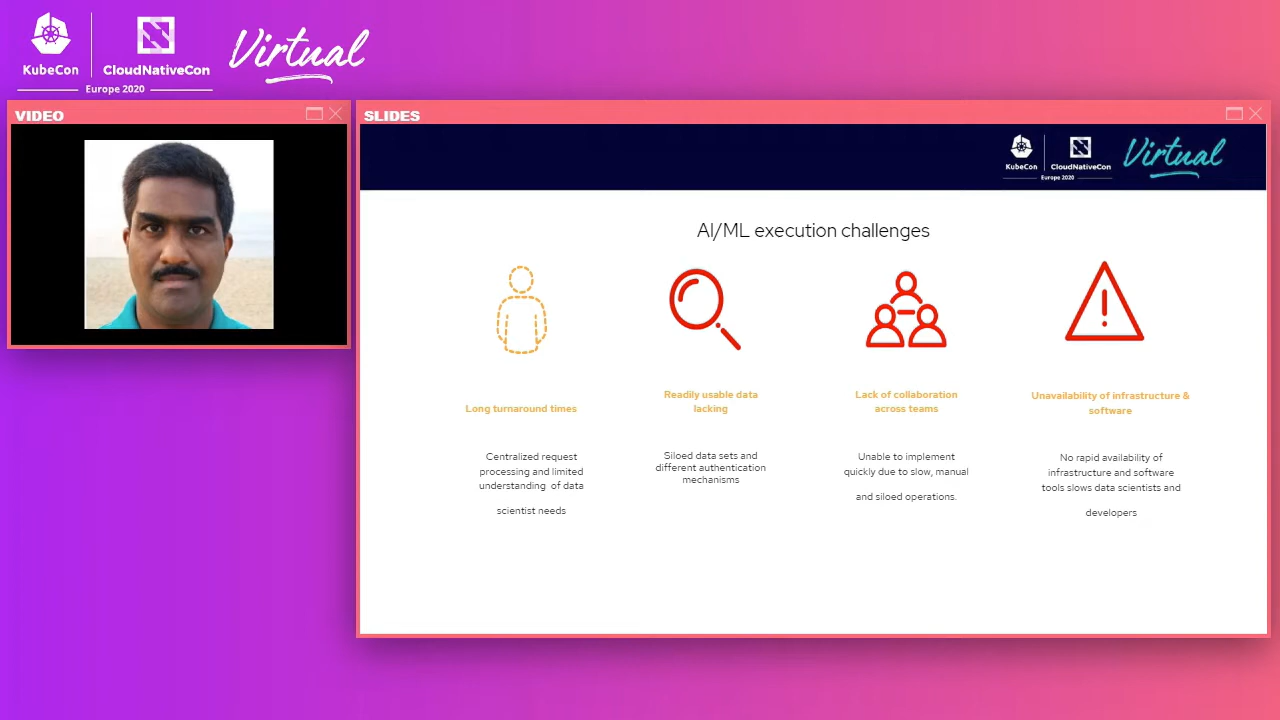 KubeCon
CloudNativeCon
Europe 2020
Virtual
VIDEO
SLIDES
KubeCon
CloudNativeCon
Europe 2020
Virtual
AI/ML execution challenges
Long turnaround times
Centralized request
processing and limited
understanding of data
scientist needs
Readily usable data
lacking
Siloed data sets and
different authentication
mechanisms
Lack of collaboration
across teams
Unable to implement
quickly due to slow, manual
and siloed operations.
Unavailability of infrastructure &
software
No rapid availability of
infrastructure and software
tools slows data scientists and
developers